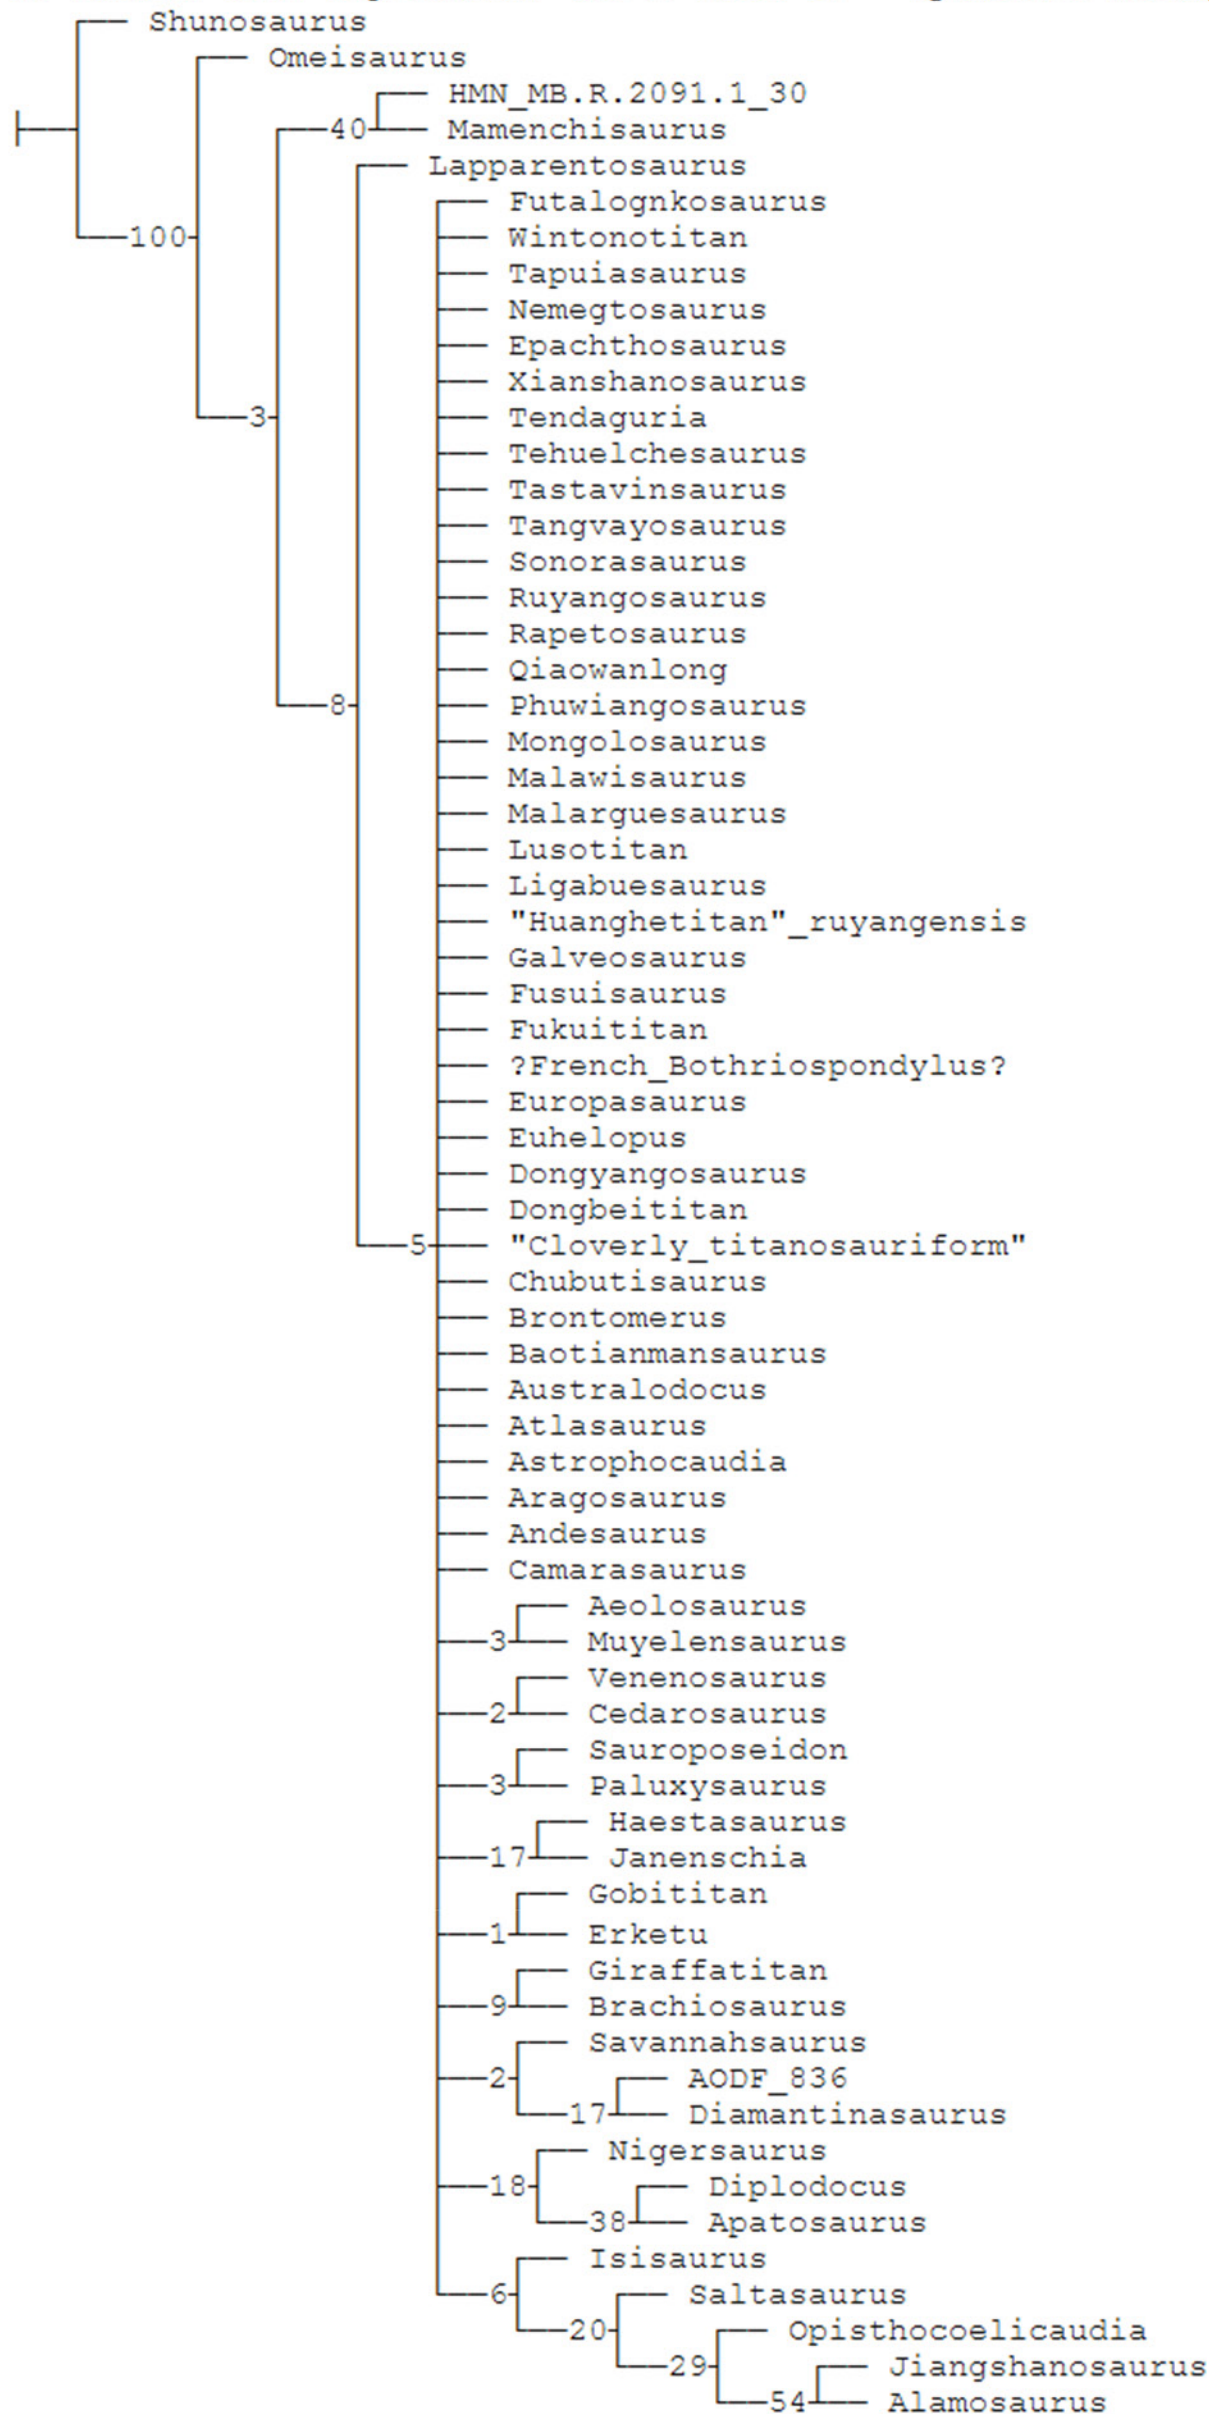 Shunosaurus
Omeisaurus
HMN_MB.R.2091.1_30
40 Mamenchisaurus
Lapparentosaurus
Futalognkosaurus
100 Wintonotitan
Tapuiasaurus
Nemegtosaurus
Epachthosaurus
Xianshanosaurus
3 Tendaguria
Tehuelchesaurus
Tastavinsaurus
Tangvayosaurus
Sonorasaurus
Ruyangosaurus
Rapetosaurus
Qiaowanlong
8 Phuwiangosaurus
Mongolosaurus
Malawisaurus
Malarguesaurus
Lusotitan
Ligabuesaurus
"Huanghetitan"_ruyangensis
Galveosaurus
Fusuisaurus
Fukuititan
?French_Bothriospondylus?
Europasaurus
Euhelopus
Dongyangosaurus
Dongbeititan
5 "Cloverly_titanosauriform"
Chubutisaurus
Brontomerus
Baotianmansaurus
Australodocus
Atlasaurus
Astrophocaudia
Aragosaurus
Andesaurus
Camarasaurus
Aeolosaurus
3 Muyelensaurus
Venenosaurus
2 Cedarosaurus
Sauroposeidon
3 Paluxysaurus
Haestasaurus
17 Janenschia
Gobititan
1 Erketu
Giraffatitan
9 Brachiosaurus
Savannahsaurus
2 AODF_836
17 Diamantinasaurus
Nigersaurus
18 Diplodocus
38 Apatosaurus
Isisaurus
6 Saltasaurus
20 Opisthocoelicaudia
29 Jiangshanosaurus
54 Alamosaurus